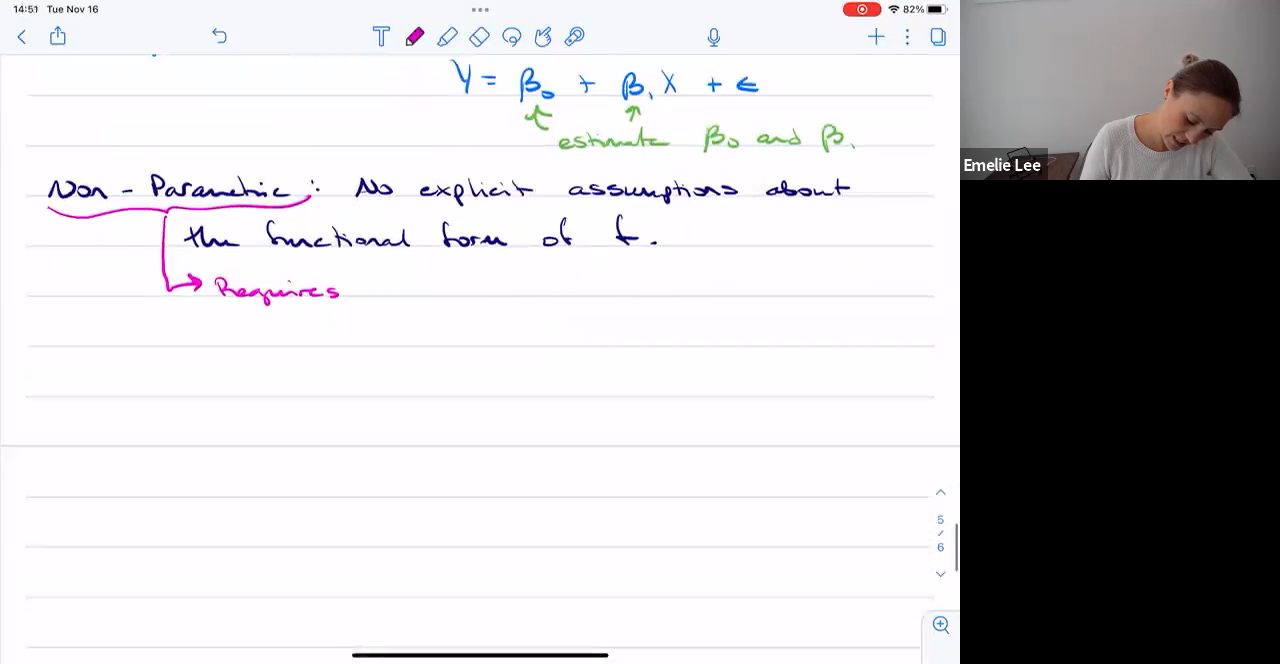 14:51 Tue Nov 16
82%
Y = β₀ + β₁ X + ε
estimate β₀ and β₁
Emelie Lee
Non - Parametric : No explicit assumptions about
the functional form of f.
Requires
5
/
6